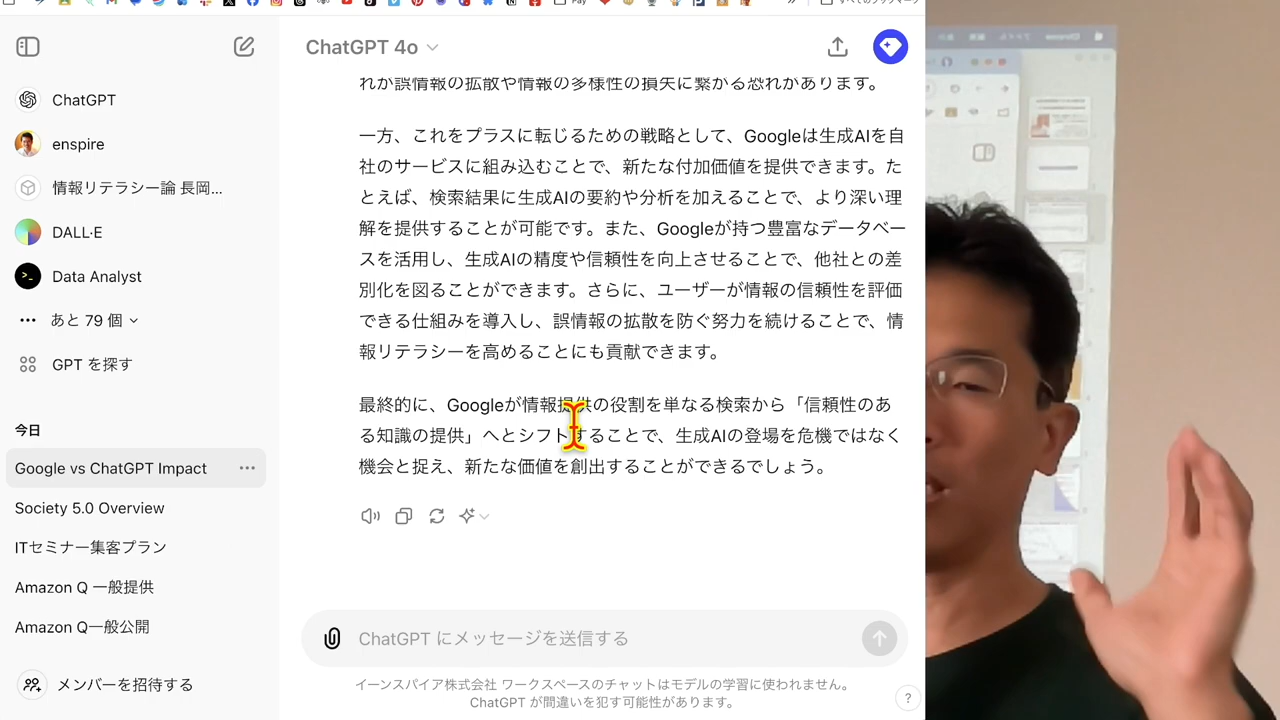 ChatGPT 4o
ChatGPT
enspire
情報リテラシー論 長岡...
DALL·E
Data Analyst
あと 79 個
GPT を探す
今日
Google vs ChatGPT Impact
Society 5.0 Overview
ITセミナー集客プラン
Amazon Q 一般提供
Amazon Q一般公開
メンバーを招待する
れが誤情報の拡散や情報の多様性の損失に繋がる恐れがあります。
一方、これをプラスに転じるための戦略として、Googleは生成AIを自
社のサービスに組み込むことで、新たな付加価値を提供できます。た
とえば、検索結果に生成AIの要約や分析を加えることで、より深い理
解を提供することが可能です。また、Googleが持つ豊富なデータベー
スを活用し、生成AIの精度や信頼性を向上させることで、他社との差
別化を図ることができます。さらに、ユーザーが情報の信頼性を評価
できる仕組みを導入し、誤情報の拡散を防ぐ努力を続けることで、情
報リテラシーを高めることにも貢献できます。
最終的に、Googleが情報提供の役割を単なる検索から「信頼性のあ
る知識の提供」へとシフトすることで、生成AIの登場を危機ではなく
機会と捉え、新たな価値を創出することができるでしょう。
ChatGPT にメッセージを送信する
イーンスパイア株式会社 ワークスペースのチャットはモデルの学習に使われません。
ChatGPT が間違いを犯す可能性があります。
?